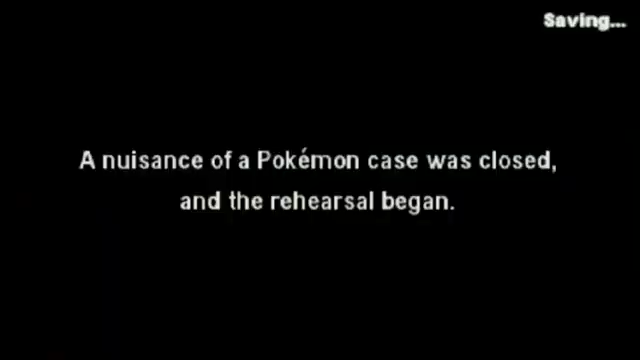 Saving...
A nuisance of a Pokémon case was closed,
and the rehearsal began.